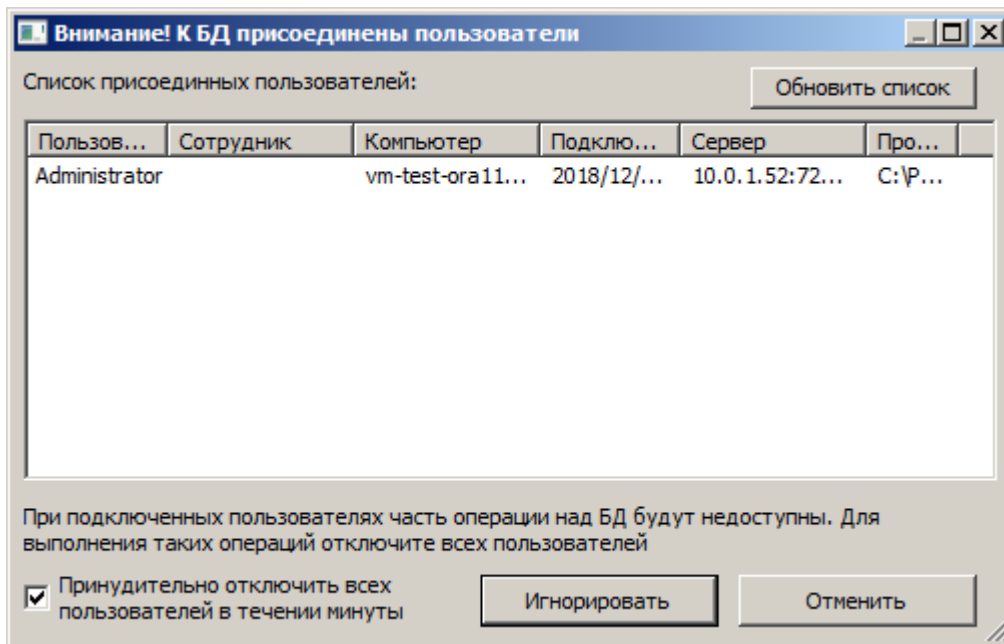 Внимание! К БД присоединены пользователи
Список присоединных пользователей:
Обновить список
Пользов... Сотрудник Компьютер Подклю... Сервер Про...
Administrator vm-test-ora11... 2018/12/... 10.0.1.52:72... C:\P...
При подключенных пользователях часть операции над БД будут недоступны. Для
выполнения таких операций отключите всех пользователей
Принудительно отключить всех
пользователей в течении минуты
Игнорировать
Отменить